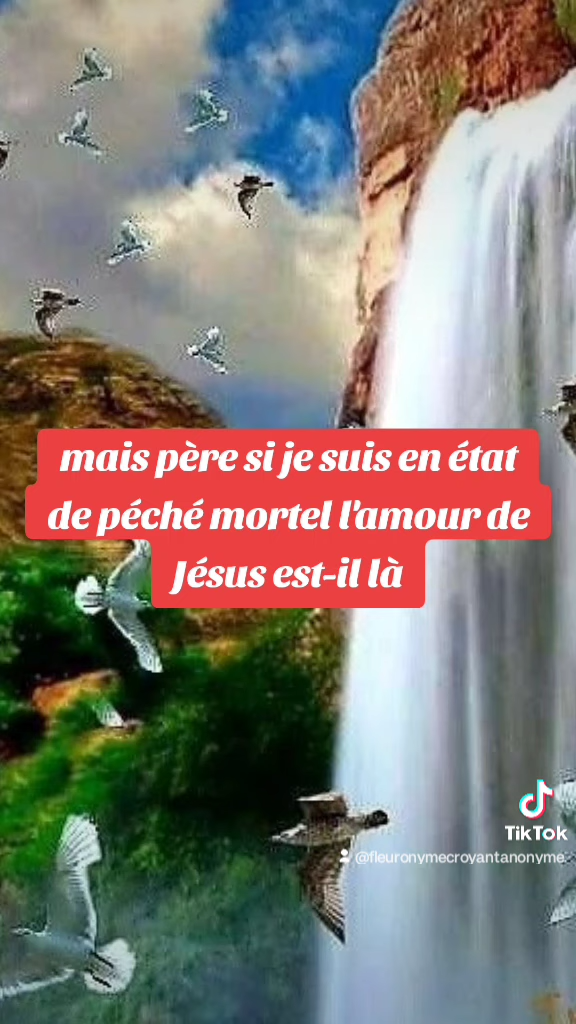 mais père si je suis en état
de péché mortel l'amour de
Jésus est-il là
TikTok
@fleuronymecroyantanonyme